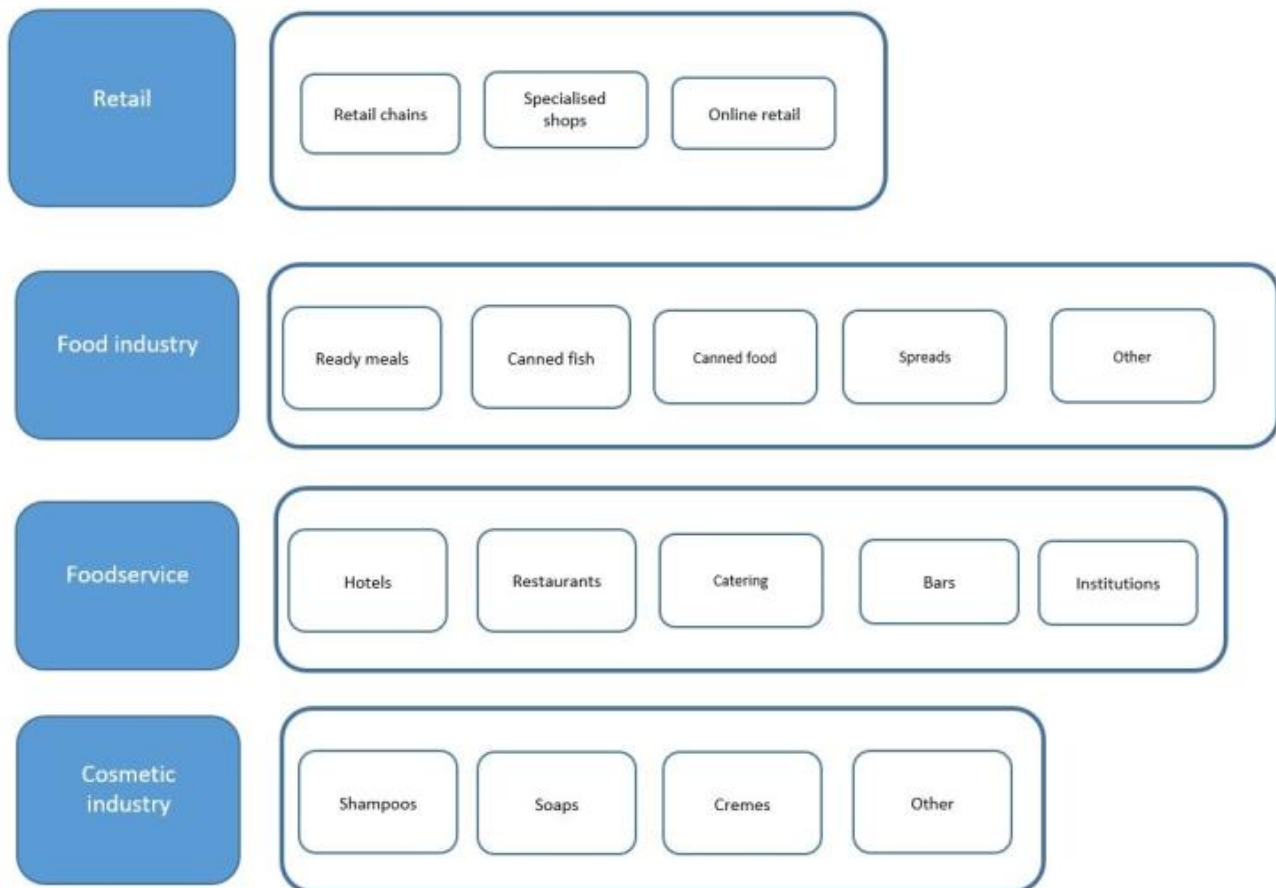 Retail
Retail chains
Specialised
shops
Online retail
Food industry
Ready meals
Canned fish
Canned food
Spreads
Other
Foodservice
Hotels
Restaurants
Catering
Bars
Institutions
Cosmetic
industry
Shampoos
Soaps
Cremes
Other